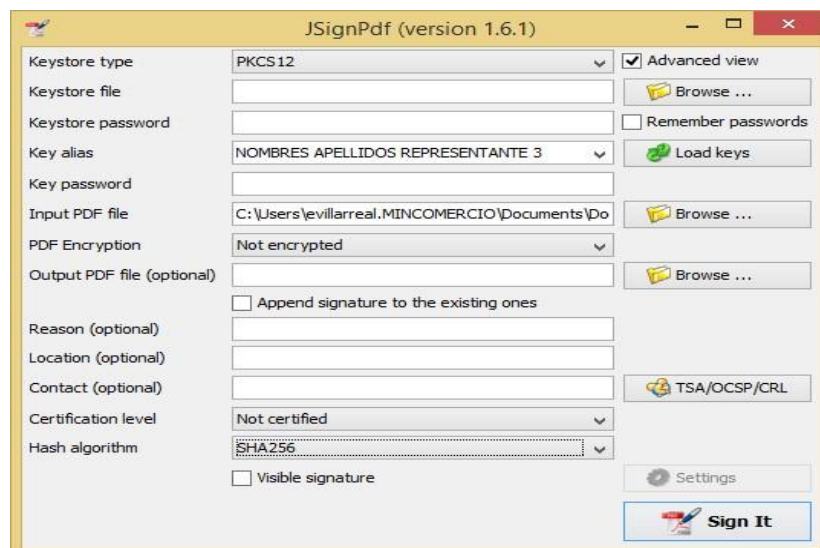 JSignPdf (version 1.6.1)
Keystore type PKCS12 Advanced view
Keystore file Browse ...
Keystore password Remember passwords
Key alias NOMBRES APELLIDOS REPRESENTANTE 3 Load keys
Key password
Input PDF file C:\Users\evillarreal.MINCOMERCIO\Documents\Do Browse ...
PDF Encryption Not encrypted
Output PDF file (optional) Browse ...
Append signature to the existing ones
Reason (optional)
Location (optional)
Contact (optional) TSA/OCSP/CRL
Certification level Not certified
Hash algorithm SHA256
Visible signature Settings
Sign It